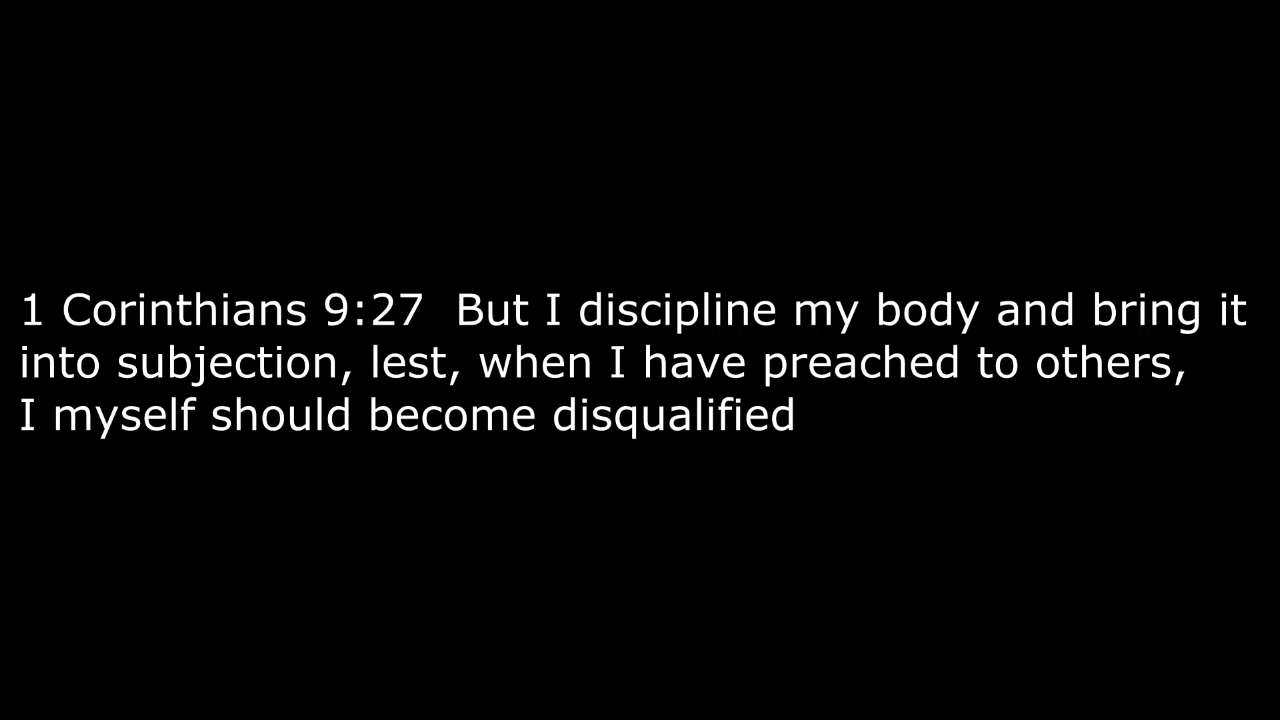 1 Corinthians 9:27  But I discipline my body and bring it
into subjection, lest, when I have preached to others,
I myself should become disqualified